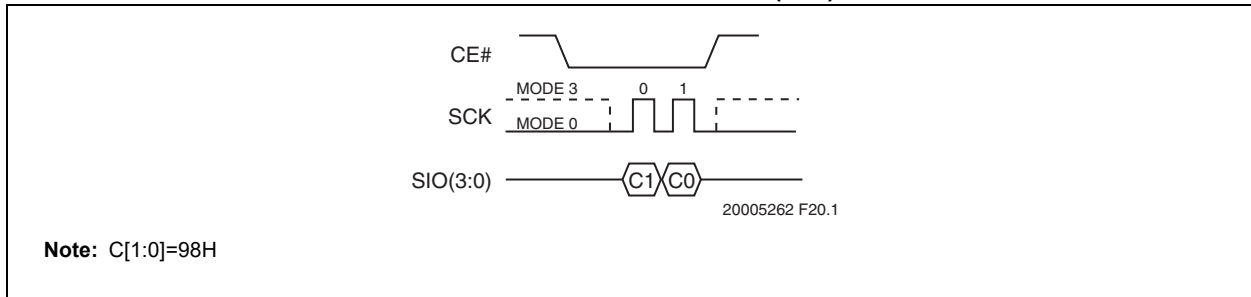 CE#
MODE 3 0 1
SCK
MODE 0
SIO(3:0) C1 C0
20005262 F20.1
Note: C[1:0]=98H